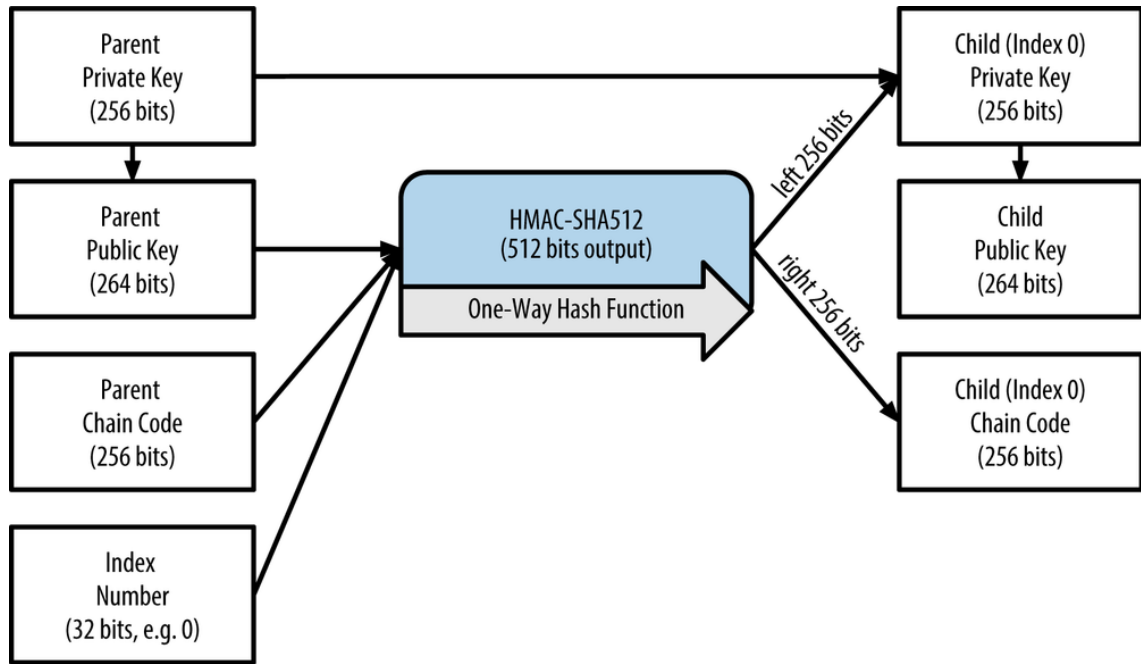 Parent
Private Key
(256 bits)
Parent
Public Key
(264 bits)
Parent
Chain Code
(256 bits)
Index
Number
(32 bits, e.g. 0)
HMAC-SHA512
(512 bits output)
One-Way Hash Function
left 256 bits
right 256 bits
Child (Index 0)
Private Key
(256 bits)
Child
Public Key
(264 bits)
Child (Index 0)
Chain Code
(256 bits)